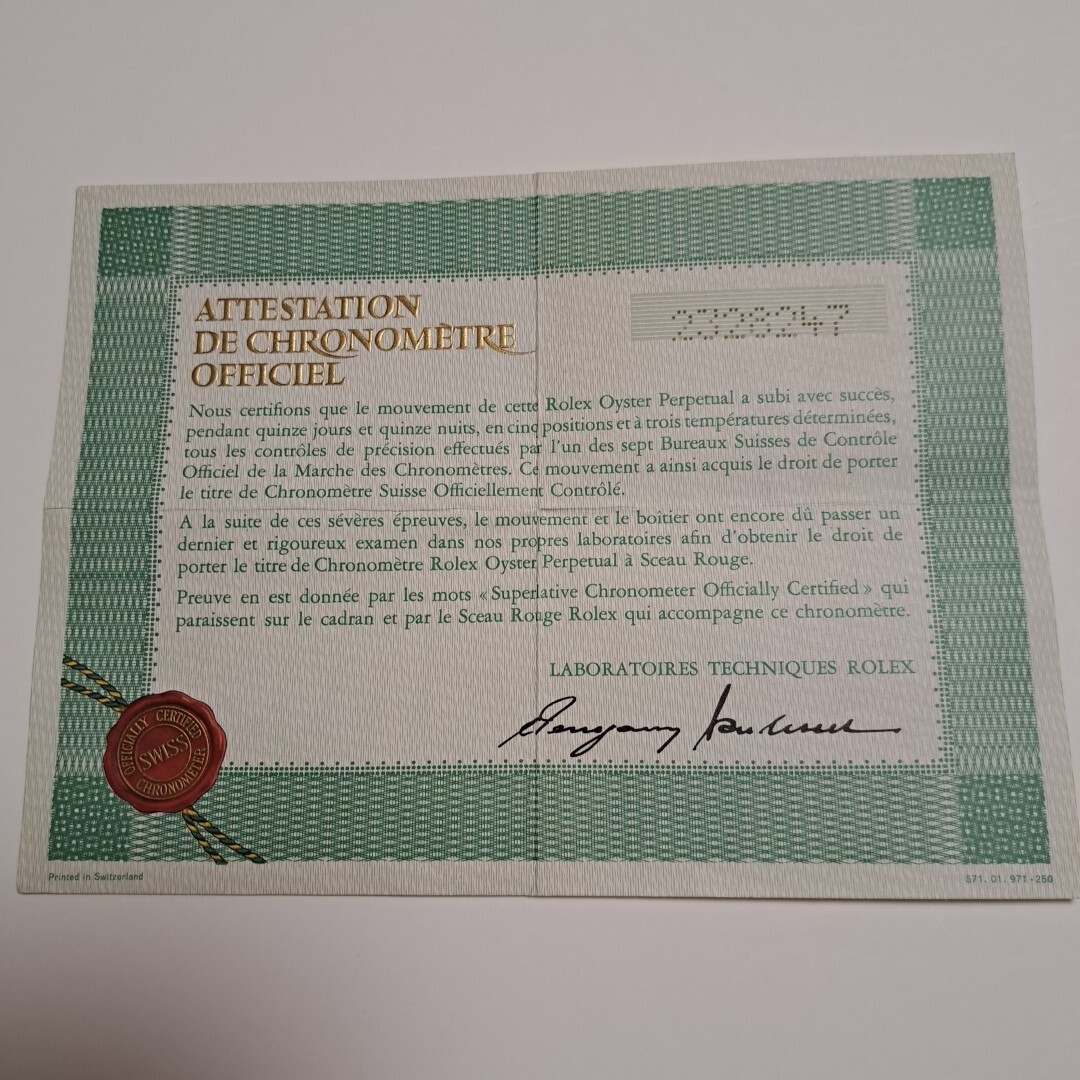 ATTESTATION
DE CHRONOMÈTRE
OFFICIEL
2328247
Nous certifions que le mouvement de cette Rolex Oyster Perpetual a subi avec succès,
pendant quinze jours et quinze nuits, en cinq positions et à trois températures déterminées,
tous les contrôles de précision effectués par l'un des sept Bureaux Suisses de Contrôle
Officiel de la Marche des Chronomètres. Ce mouvement a ainsi acquis le droit de porter
le titre de Chronomètre Suisse Officiellement Contrôlé.
A la suite de ces sévères épreuves, le mouvement et le boîtier ont encore dû passer un
dernier et rigoureux examen dans nos propres laboratoires afin d'obtenir le droit de
porter le titre de Chronomètre Rolex Oyster Perpetual à Sceau Rouge.
Preuve en est donnée par les mots «Superlative Chronometer Officially Certified» qui
paraissent sur le cadran et par le Sceau Rouge Rolex qui accompagne ce chronomètre.
LABORATOIRES TECHNIQUES ROLEX
OFFICIALLY CERTIFIED
SWISS
CHRONOMETER
Printed in Switzerland
571.01.971-250